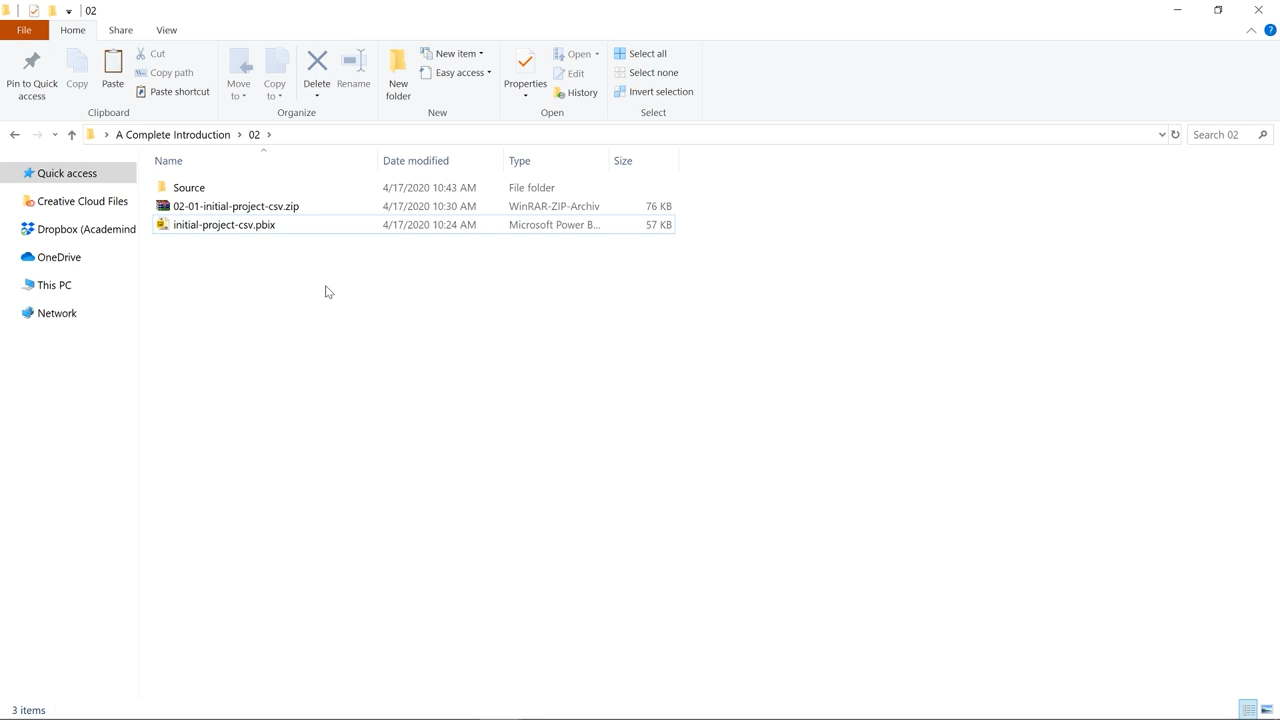 02
File Home Share View
Pin to Quick access
Copy
Paste
Cut
Copy path
Paste shortcut
Clipboard
Move to
Copy to
Delete
Rename
Organize
New folder
New item
Easy access
New
Properties
Open
Edit
History
Open
Select all
Select none
Invert selection
Select
A Complete Introduction 02
Search 02
Name Date modified Type Size
Source 4/17/2020 10:43 AM File folder
02-01-initial-project-csv.zip 4/17/2020 10:30 AM WinRAR-ZIP-Archiv 76 KB
initial-project-csv.pbix 4/17/2020 10:24 AM Microsoft Power B... 57 KB
Quick access
Creative Cloud Files
Dropbox (Academind
OneDrive
This PC
Network
3 items